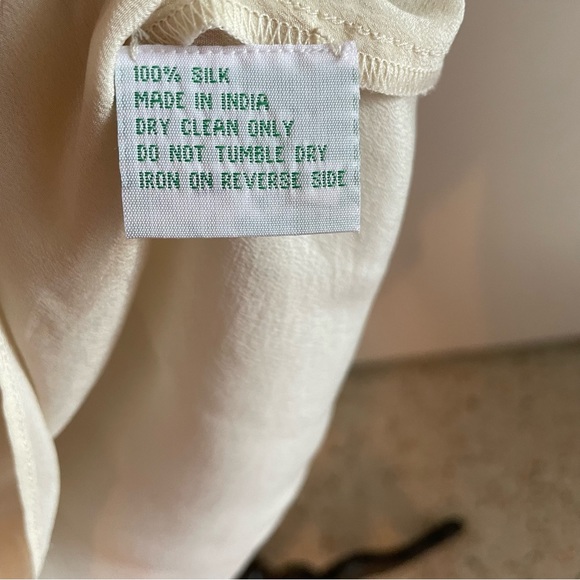 100% SILK
MADE IN INDIA
DRY CLEAN ONLY
DO NOT TUMBLE DRY
IRON ON REVERSE SIDE